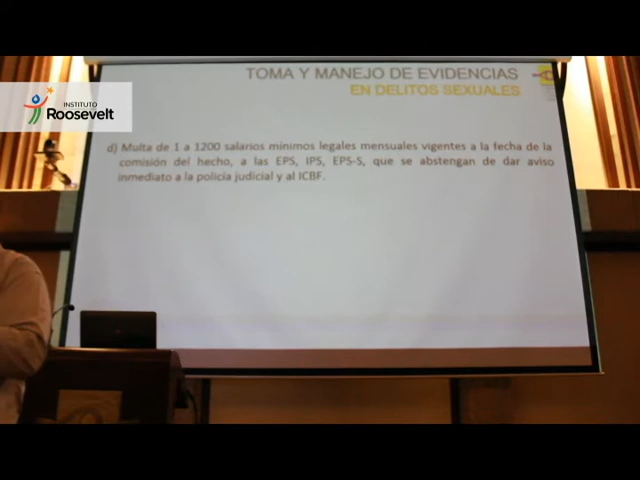 TOMA Y MANEJO DE EVIDENCIAS
EN DELITOS SEXUALES
INSTITUTO
Roosevelt
d) Multa de 1 a 1200 salarios mínimos legales mensuales vigentes a la fecha de la
comisión del hecho, a las EPS, IPS, EPS-S, que se abstengan de dar aviso
inmediato a la policía judicial y al ICBF.